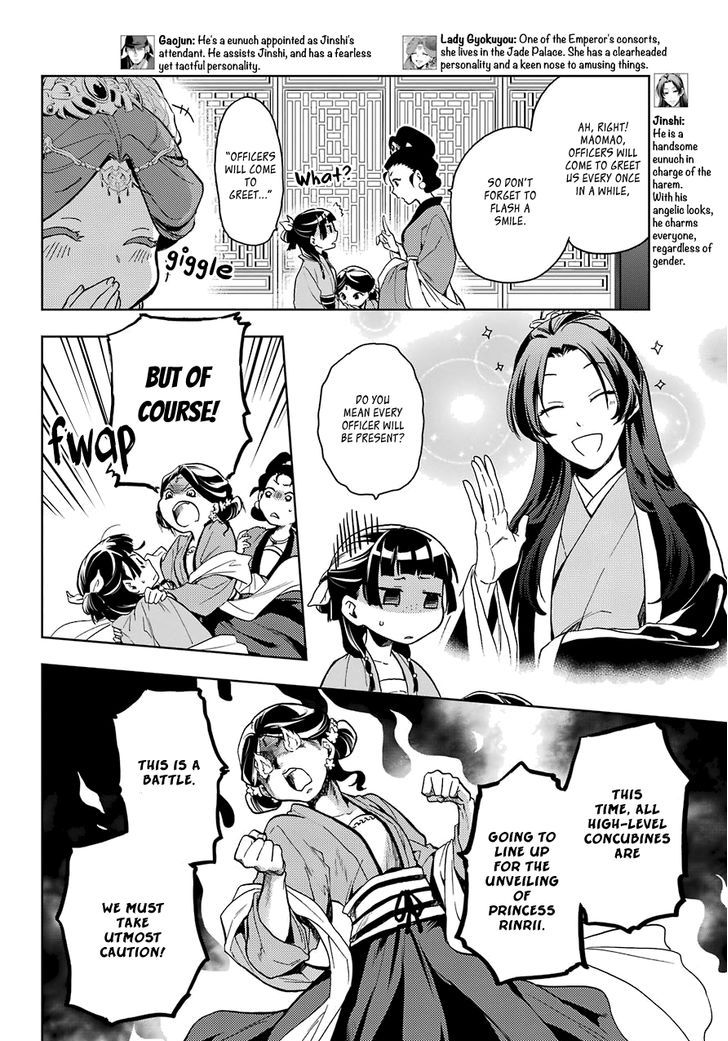 Gaojun: He's a eunuch appointed as Jinshi's
attendant. He assists Jinshi, and has a fearless
yet tactful personality.
Lady Gyokuyou: One of the Emperor's consorts,
she lives in the Jade Palace. She has a clearheaded
personality and a keen nose to amusing things.
Jinshi:
He is a
handsome
eunuch in
charge of the
harem.
With his
angelic looks,
he charms
everyone,
regardless of
gender.
AH, RIGHT!
MAOMAO,
OFFICERS WILL
COME TO GREET
US EVERY ONCE
IN A WHILE,
SO DON'T
FORGET TO
FLASH A
SMILE.
What?
"OFFICERS
WILL COME
TO
GREET..."
giggle
DO YOU
MEAN EVERY
OFFICER WILL
BE PRESENT?
BUT OF
COURSE!
fwap
THIS
TIME, ALL
HIGH-LEVEL
CONCUBINES
ARE
GOING TO
LINE UP
FOR THE
UNVEILING
OF
PRINCESS
RINRII.
THIS IS A
BATTLE.
WE MUST
TAKE
UTMOST
CAUTION!